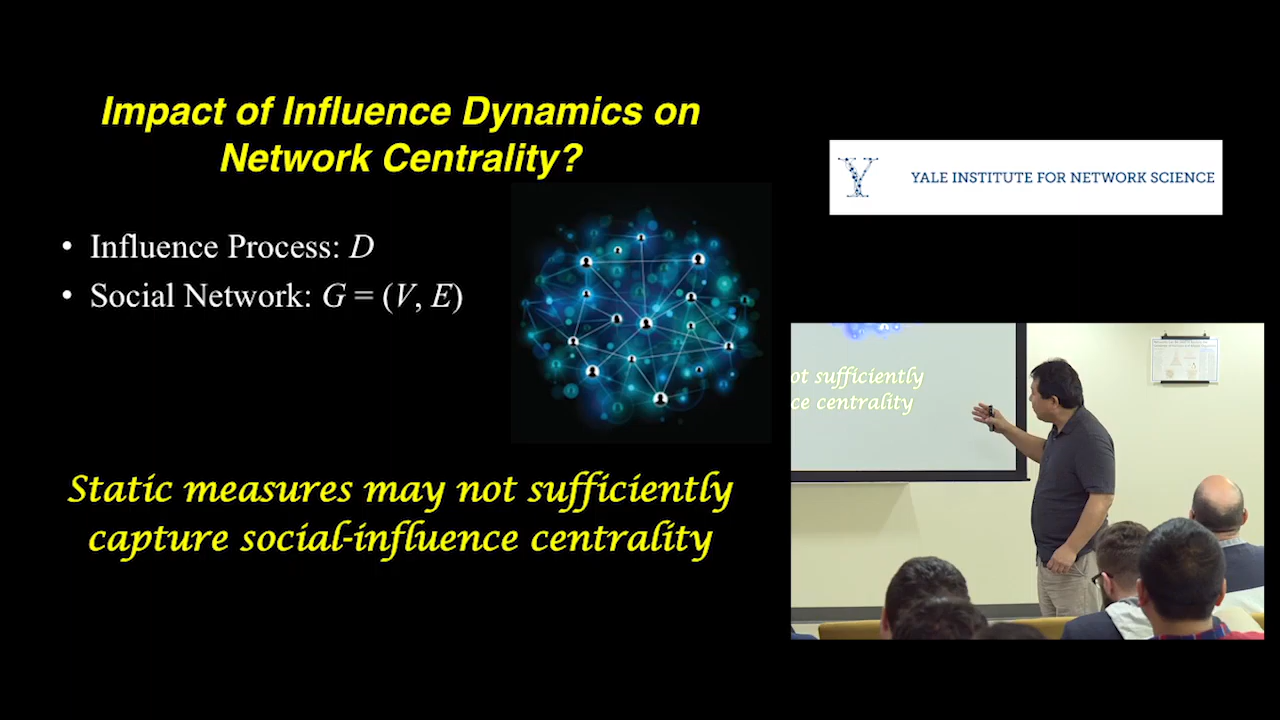 Impact of Influence Dynamics on
Network Centrality?
• Influence Process: D
• Social Network: G = (V, E)
Static measures may not sufficiently
capture social-influence centrality
YALE INSTITUTE FOR NETWORK SCIENCE
ot sufficiently
ce centrality